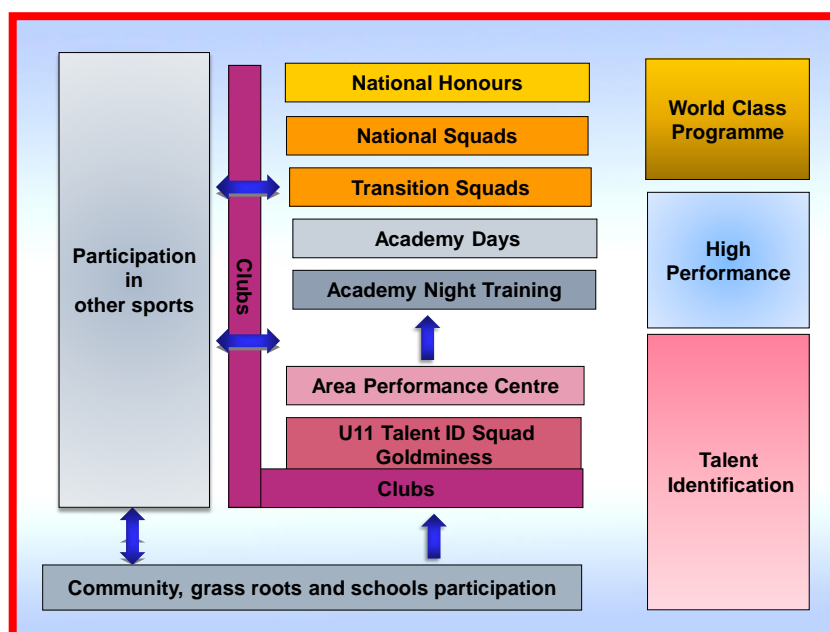 National Honours
National Squads
Transition Squads
Academy Days
Academy Night Training
Area Performance Centre
U11 Talent ID Squad
Goldminess
Clubs
Clubs
Participation
in
other sports
Community, grass roots and schools participation
World Class
Programme
High
Performance
Talent
Identification